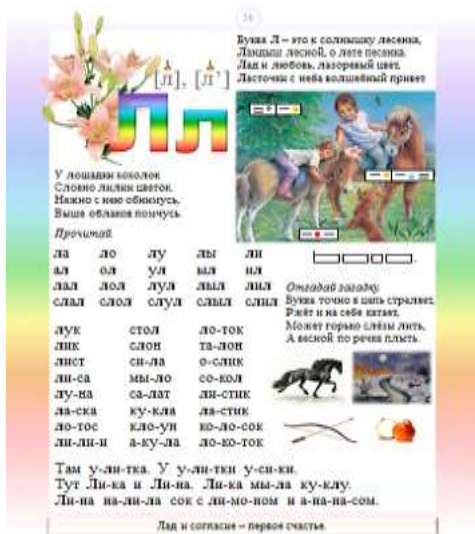 36
Буква Л – это к солнышку лесенка,
Ландыш лесной, о лете песенка.
Лад и любовь, лазоревый цвет.
Ласточки с неба волшебный привет
[л], [л']
Лл
У лошадки чолочек
Словно лилии цветок.
Нежно с нею обнимусь,
Выше облаков помчусь.
Прочитай.
ла ло лу лы ли
ал ол ул ыл ил
лал лол лул лыл лил
слал слол слул слыл слил
Отгадай загадку.
Буква точно в цель стреляет,
Ржёт и на себе катает.
Может горько слёзы лить,
А весной по речке плыть.
лук стол ло-ток
лик слон та-лон
лист си-ла о-слик
ли-са мы-ло со-кол
лу-на са-лат ли-стик
ла-ска ку-кла ла-стик
ло-тос кло-ун ко-ло-сок
ли-ли-и а-ку-ла ло-ко-ток
Там у-ли-тка. У у-ли-тки у-си-ки.
Тут Ли-ка и Ли-на. Ли-ка мы-ла ку-клу.
Ли-на на-ли-ла сок с ли-мо-ном и а-на-на-сом.
Лад и согласие – первое счастье.